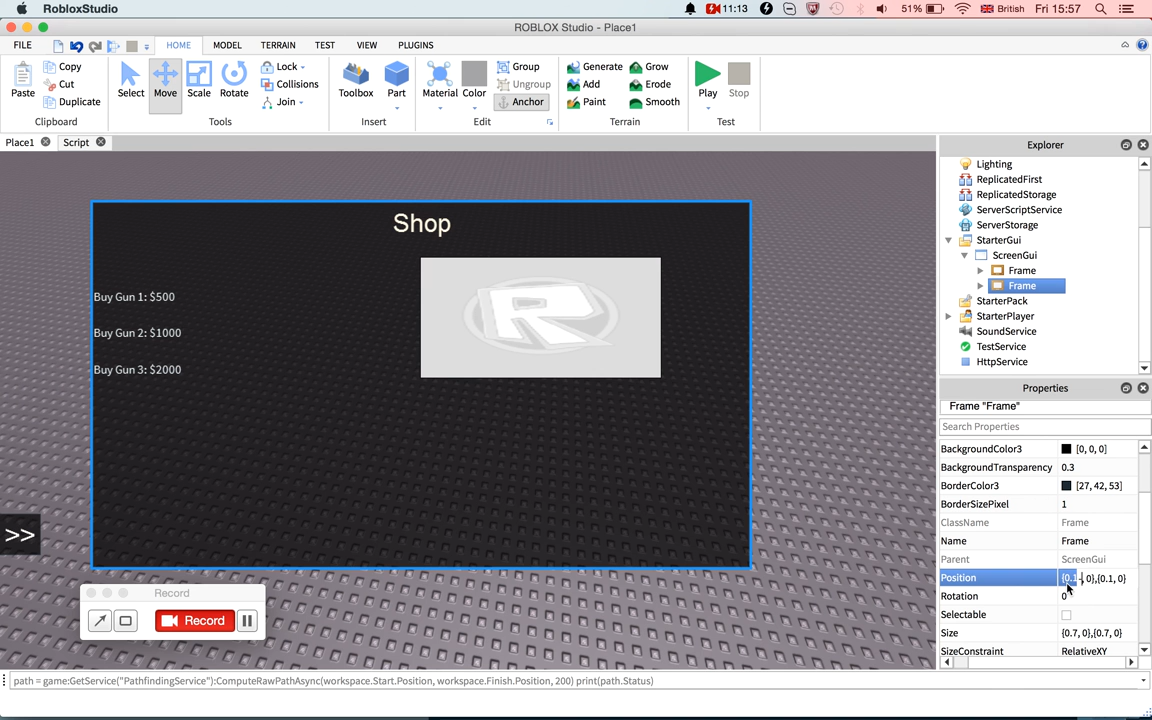 RobloxStudio
11:13
51%
British
Fri 15:57
ROBLOX Studio - Place1
FILE
HOME
MODEL
TERRAIN
TEST
VIEW
PLUGINS
Paste
Copy
Cut
Duplicate
Select
Move
Scale
Rotate
Lock
Collisions
Join
Toolbox
Part
Material
Color
Group
Ungroup
Anchor
Generate
Add
Paint
Grow
Erode
Smooth
Play
Stop
Clipboard
Tools
Insert
Edit
Terrain
Test
Place1
Script
Shop
Buy Gun 1: $500
Buy Gun 2: $1000
Buy Gun 3: $2000
>>
Record
Record
Explorer
Lighting
ReplicatedFirst
ReplicatedStorage
ServerScriptService
ServerStorage
StarterGui
ScreenGui
Frame
Frame
StarterPack
StarterPlayer
SoundService
TestService
HttpService
Properties
Frame "Frame"
Search Properties
BackgroundColor3 [0, 0, 0]
BackgroundTransparency 0.3
BorderColor3 [27, 42, 53]
BorderSizePixel 1
ClassName Frame
Name Frame
Parent ScreenGui
Position {0.1 , 0},{0.1, 0}
Rotation 0
Selectable
Size {0.7, 0},{0.7, 0}
SizeConstraint RelativeXY
path = game:GetService("PathfindingService"):ComputeRawPathAsync(workspace.Start.Position, workspace.Finish.Position, 200) print(path.Status)